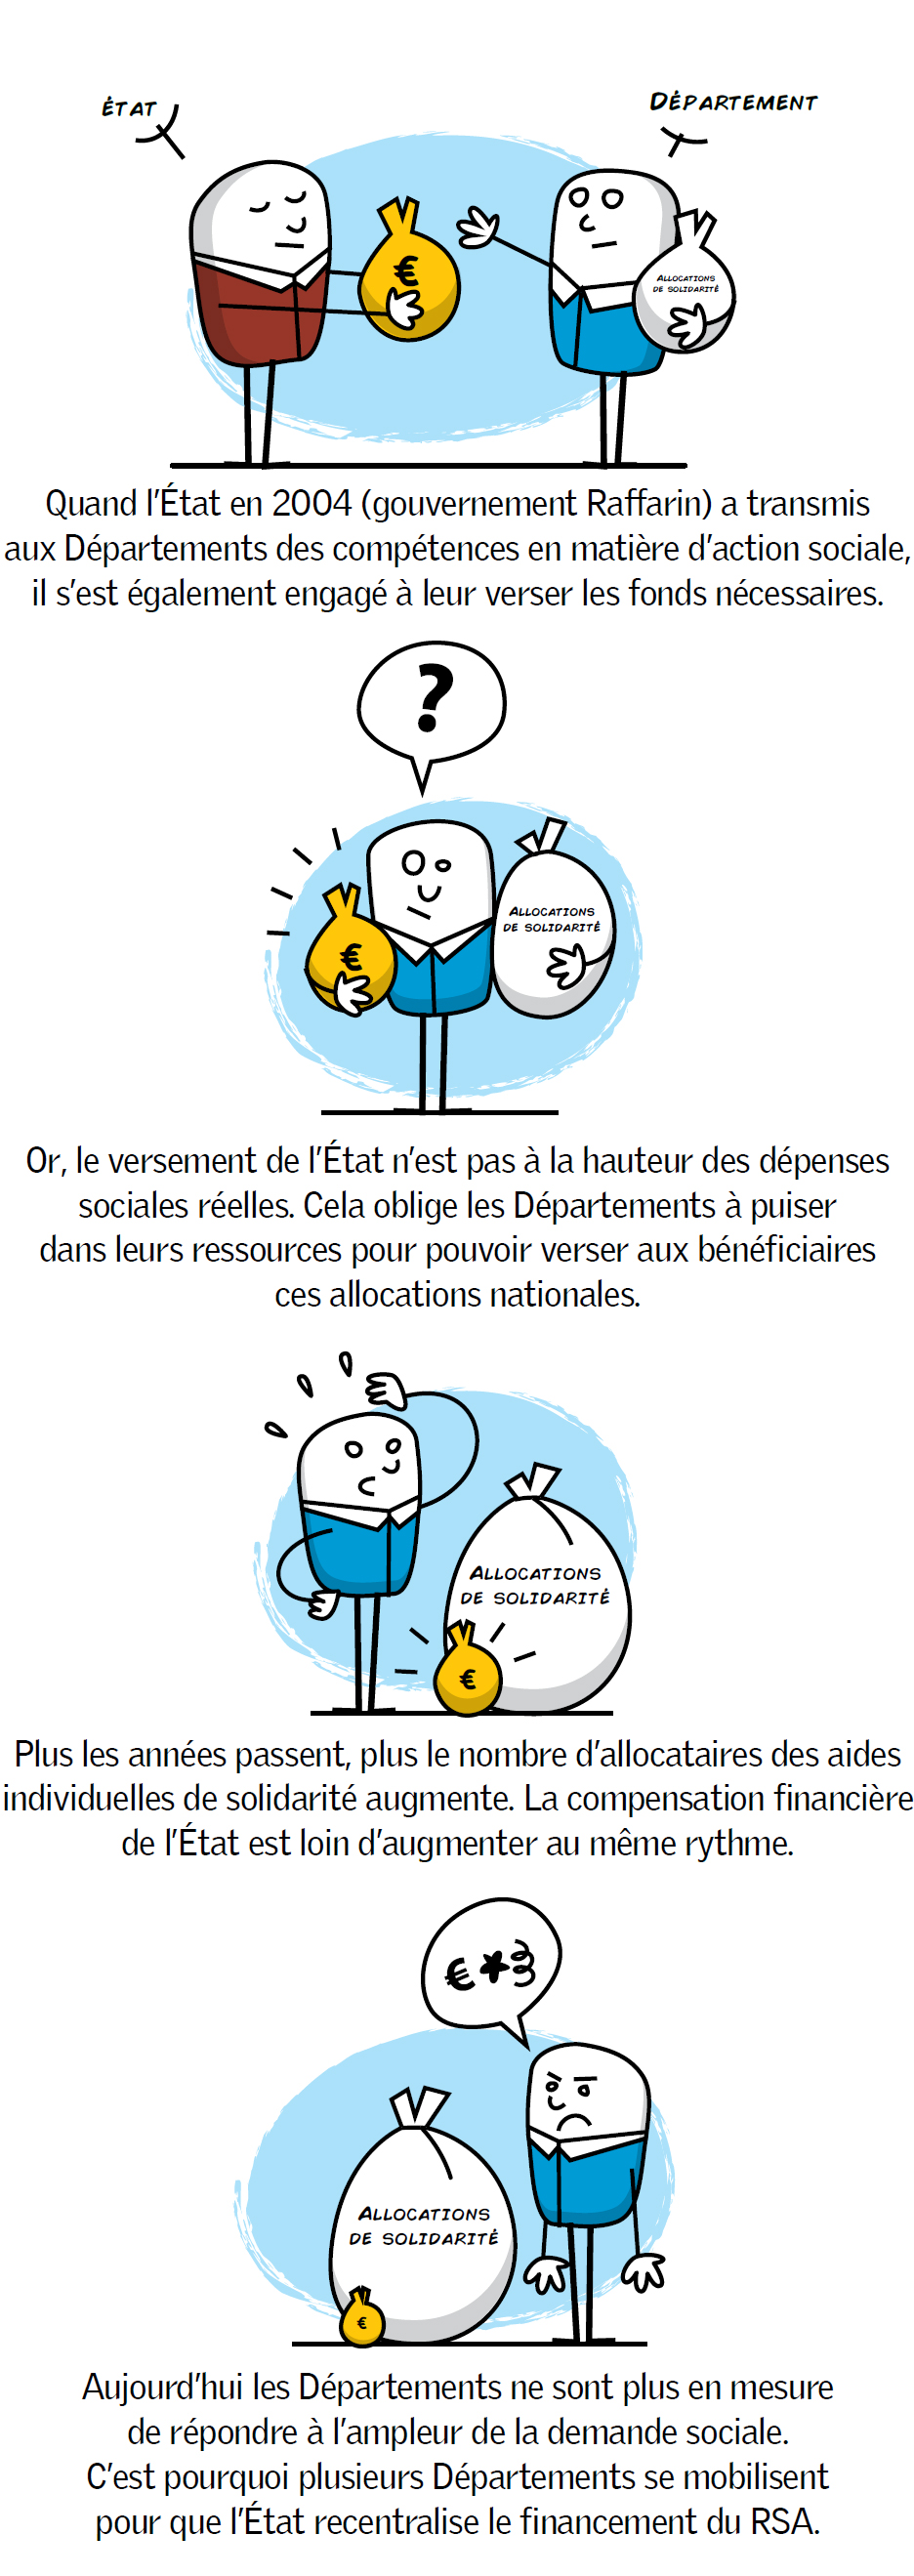 ÉTAT
DÉPARTEMENT
€
ALLOCATIONS
DE SOLIDARITÉ
Quand l'État en 2004 (gouvernement Raffarin) a transmis
aux Départements des compétences en matière d'action sociale,
il s'est également engagé à leur verser les fonds nécessaires.
?
ALLOCATIONS
DE SOLIDARITÉ
€
Or, le versement de l'État n'est pas à la hauteur des dépenses
sociales réelles. Cela oblige les Départements à puiser
dans leurs ressources pour pouvoir verser aux bénéficiaires
ces allocations nationales.
ALLOCATIONS
DE SOLIDARITÉ
€
Plus les années passent, plus le nombre d'allocataires des aides
individuelles de solidarité augmente. La compensation financière
de l'État est loin d'augmenter au même rythme.
€
ALLOCATIONS
DE SOLIDARITÉ
€
Aujourd'hui les Départements ne sont plus en mesure
de répondre à l'ampleur de la demande sociale.
C'est pourquoi plusieurs Départements se mobilisent
pour que l'État recentralise le financement du RSA.